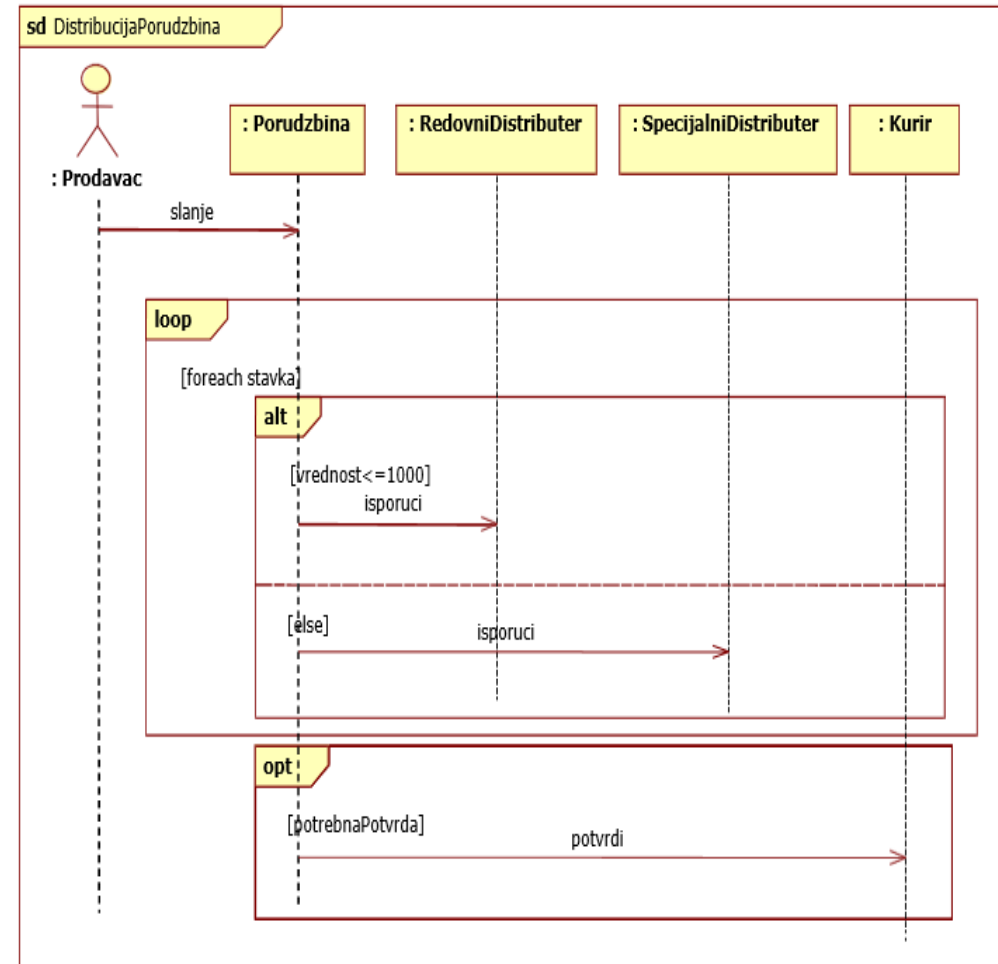 sd DistribucijaPorudzbina
: Prodavac
: Porudzbina
: RedovniDistributer
: SpecijalniDistributer
: Kurir
slanje
loop
[foreach stavka]
alt
[vrednost<=1000]
isporuci
[else]
isporuci
opt
[potrebnaPotvrda]
potvrdi